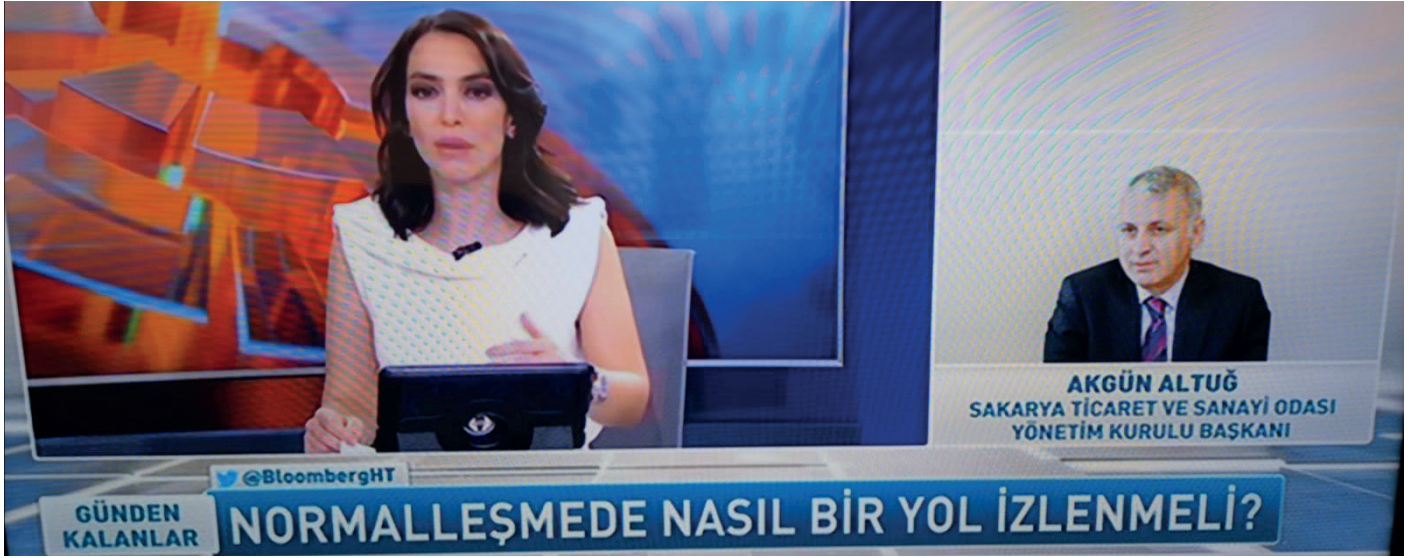 AKGÜN ALTUĞ
SAKARYA TİCARET VE SANAYİ ODASI
YÖNETİM KURULU BAŞKANI
@BloombergHT
GÜNDEN
KALANLAR
NORMALLEŞMEDE NASIL BİR YOL İZLENMELİ?